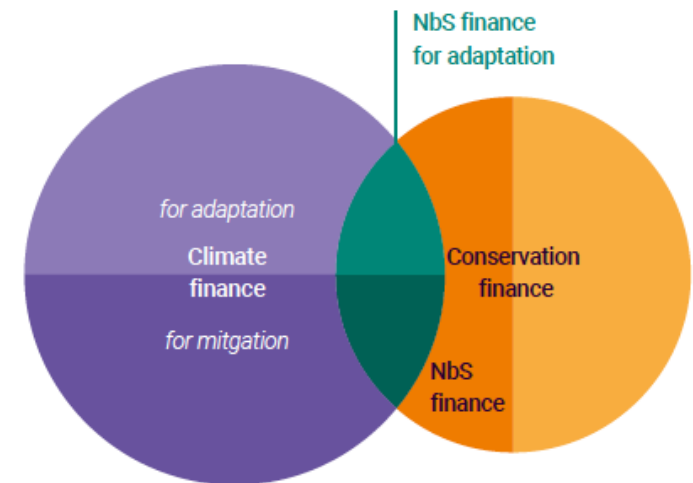 NbS finance
for adaptation
for adaptation
Climate
finance
for mitgation
Conservation
finance
NbS
finance